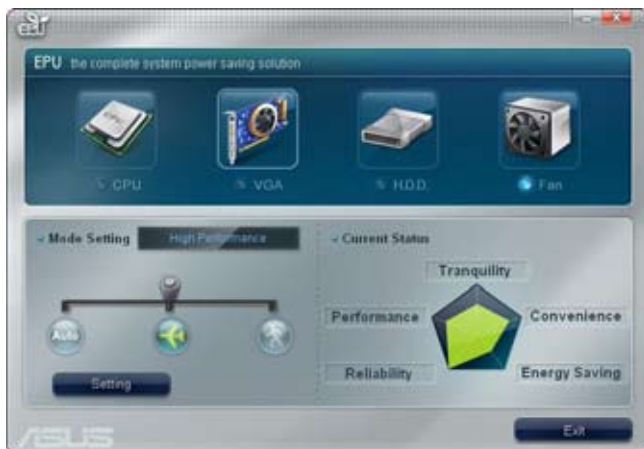 EPU
EPU the complete system power saving solution
CPU
VGA
H.D.D.
Fan
Mode Setting
High Performance
Auto
Setting
Current Status
Tranquility
Performance
Convenience
Reliability
Energy Saving
ASUS
Exit